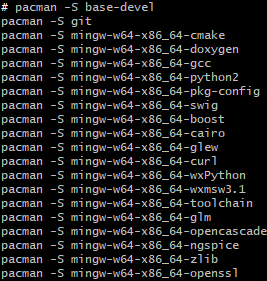 # pacman -S base-devel
pacman -S git
pacman -S mingw-w64-x86_64-cmake
pacman -S mingw-w64-x86_64-doxygen
pacman -S mingw-w64-x86_64-gcc
pacman -S mingw-w64-x86_64-python2
pacman -S mingw-w64-x86_64-pkg-config
pacman -S mingw-w64-x86_64-swig
pacman -S mingw-w64-x86_64-boost
pacman -S mingw-w64-x86_64-cairo
pacman -S mingw-w64-x86_64-glew
pacman -S mingw-w64-x86_64-curl
pacman -S mingw-w64-x86_64-wxPython
pacman -S mingw-w64-x86_64-wxmsw3.1
pacman -S mingw-w64-x86_64-toolchain
pacman -S mingw-w64-x86_64-glm
pacman -S mingw-w64-x86_64-opencascade
pacman -S mingw-w64-x86_64-ngspice
pacman -S mingw-w64-x86_64-zlib
pacman -S mingw-w64-x86_64-openssl